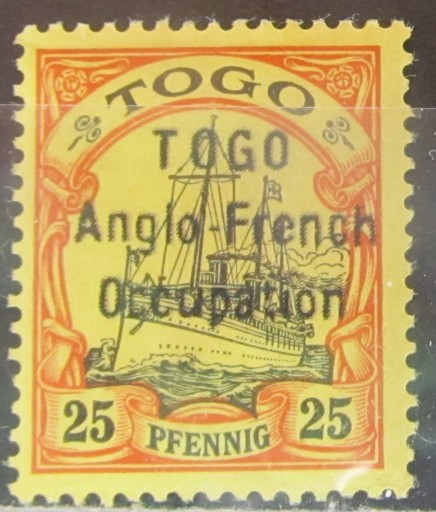 TOGO
TOGO
Anglo-French
Occupation
25 PFENNIG 25